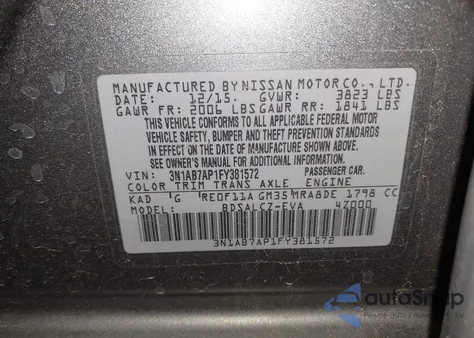 MANUFACTURED BY NISSAN MOTOR CO., LTD.
DATE: 12/15. GVWR: 3823 LBS
GAWR FR: 2006 LBS GAWR RR: 1841 LBS
THIS VEHICLE CONFORMS TO ALL APPLICABLE FEDERAL MOTOR
VEHICLE SAFETY, BUMPER AND THEFT PREVENTION STANDARDS
IN EFFECT ON THE DATE OF MANUFACTURE SHOWN ABOVE.
SEE OWNER'S MANUAL FOR ADDITIONAL INFORMATION
VIN: 3N1AB7AP1FY381572 PASSENGER CAR.
COLOR TRIM TRANS AXLE ENGINE
KAD G RE0F11A GM35 MRA8DE 1798 CC
MODEL BDSALCZ-EVA 4Z000
3N1AB7AP1FY381572
autaSnap